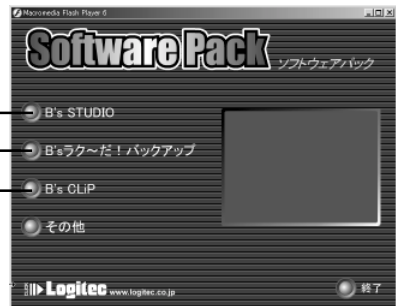 Macromedia Flash Player 6
Software Pack ソフトウェアパック
B's STUDIO
B'sラク～だ！バックアップ
B's CLiP
その他
Logitec www.logitec.co.jp
終了